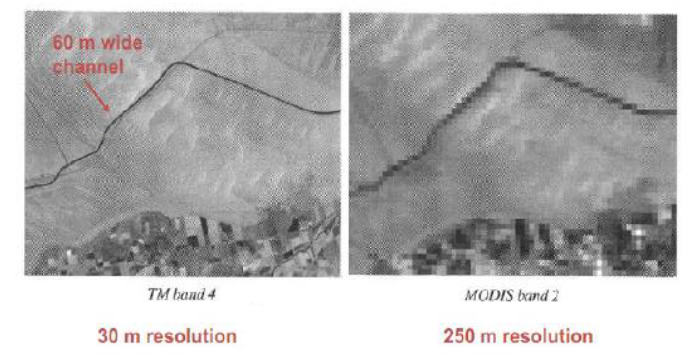 60 m wide
channel
TM band 4
MODIS band 2
30 m resolution
250 m resolution